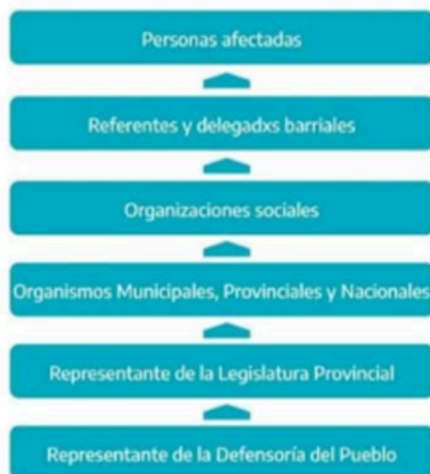 Personas afectadas
Referentes y delegadxs barriales
Organizaciones sociales
Organismos Municipales, Provinciales y Nacionales
Representante de la Legislatura Provincial
Representante de la Defensoría del Pueblo